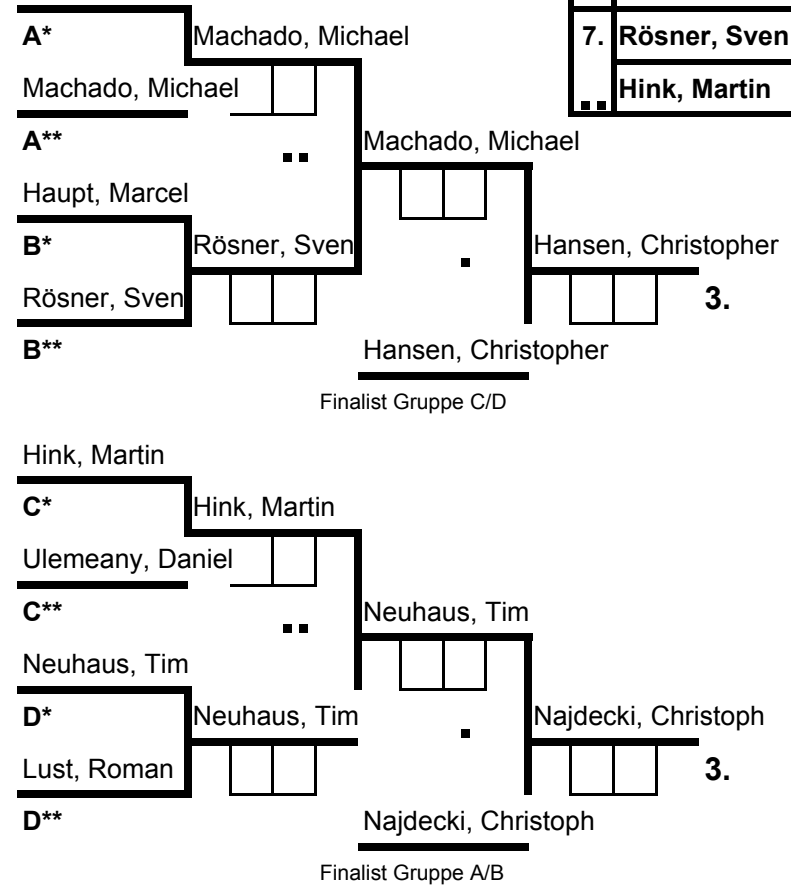 A*
Machado, Michael
7. Rösner, Sven
Machado, Michael
Hink, Martin
A**
Machado, Michael
Haupt, Marcel
B*
Rösner, Sven
Hansen, Christopher
Rösner, Sven
3.
B**
Hansen, Christopher
Finalist Gruppe C/D
Hink, Martin
C*
Hink, Martin
Ulemeany, Daniel
C**
Neuhaus, Tim
Neuhaus, Tim
D*
Neuhaus, Tim
Najdecki, Christoph
Lust, Roman
3.
D**
Najdecki, Christoph
Finalist Gruppe A/B